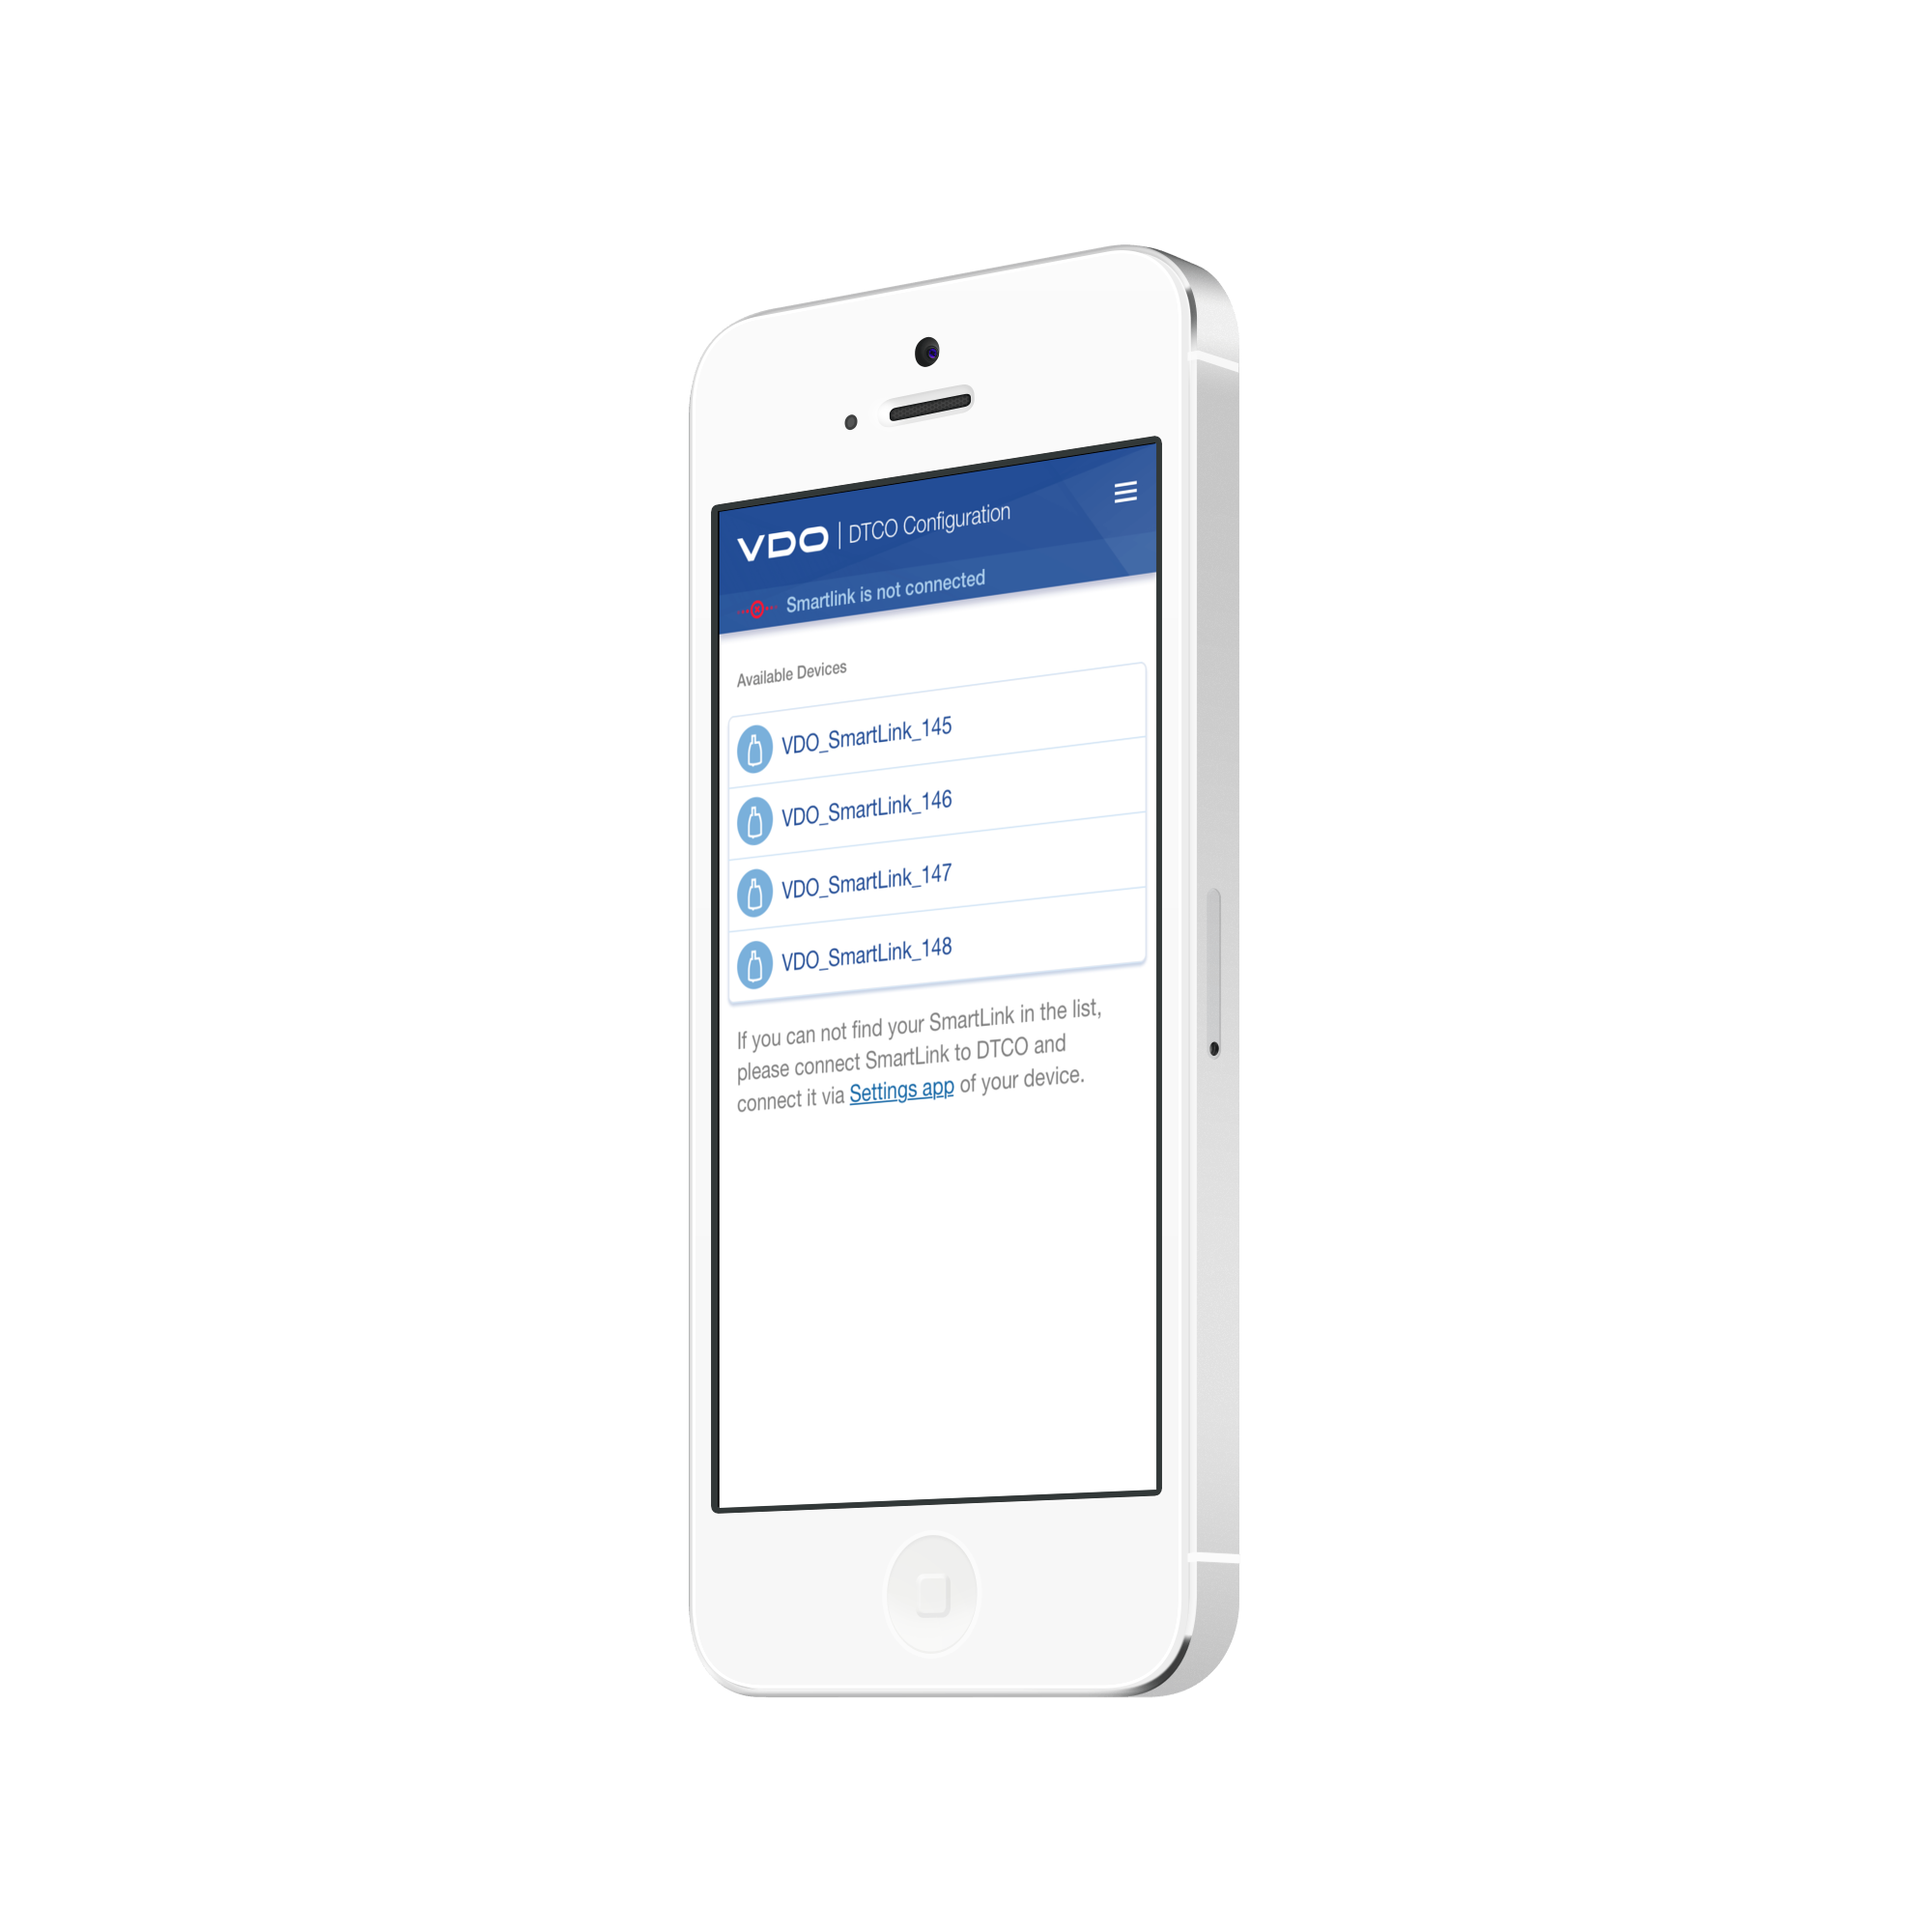 VDO | DTCO Configuration
Smartlink is not connected
Available Devices
VDO_SmartLink_145
VDO_SmartLink_146
VDO_SmartLink_147
VDO_SmartLink_148
If you can not find your SmartLink in the list,
please connect SmartLink to DTCO and
connect it via Settings app of your device.